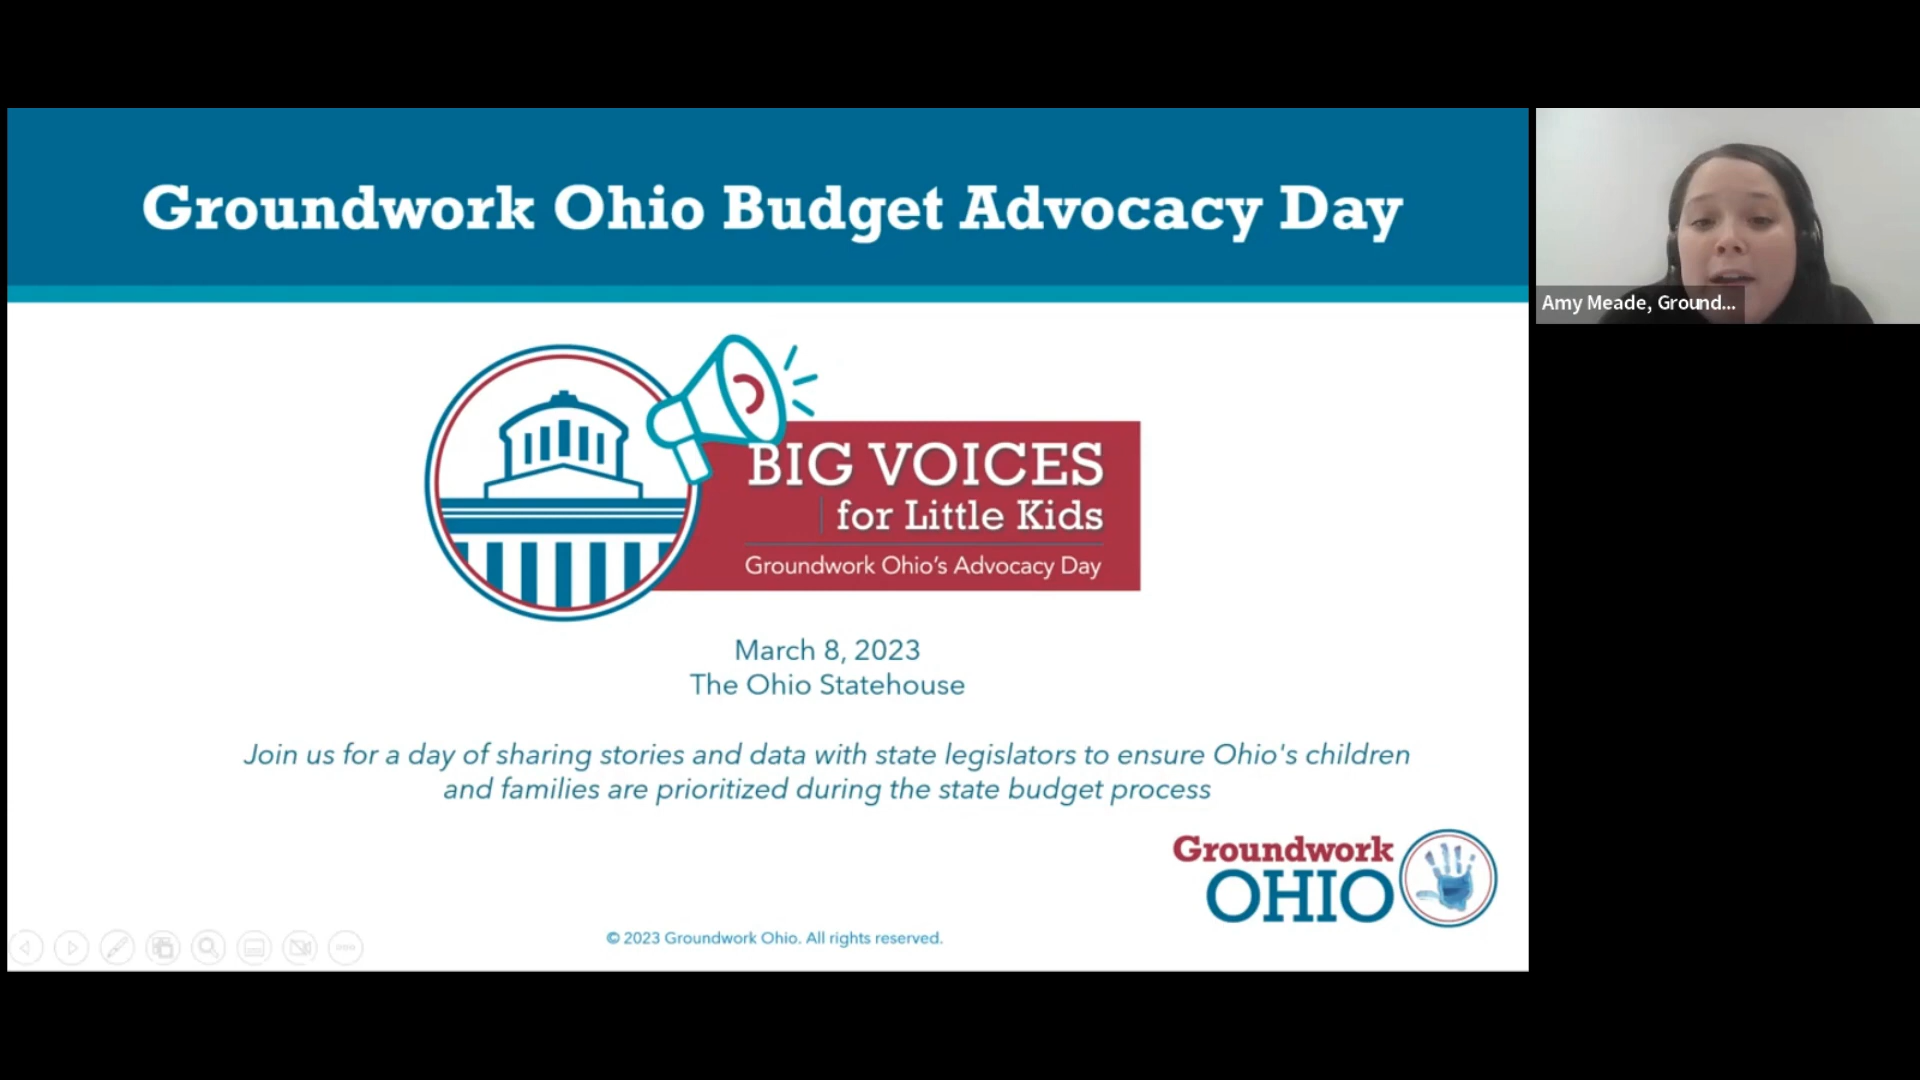 Groundwork Ohio Budget Advocacy Day
BIG VOICES
for Little Kids
Groundwork Ohio's Advocacy Day
March 8, 2023
The Ohio Statehouse
Join us for a day of sharing stories and data with state legislators to ensure Ohio's children
and families are prioritized during the state budget process
Groundwork
OHIO
© 2023 Groundwork Ohio. All rights reserved.
Amy Meade, Ground...